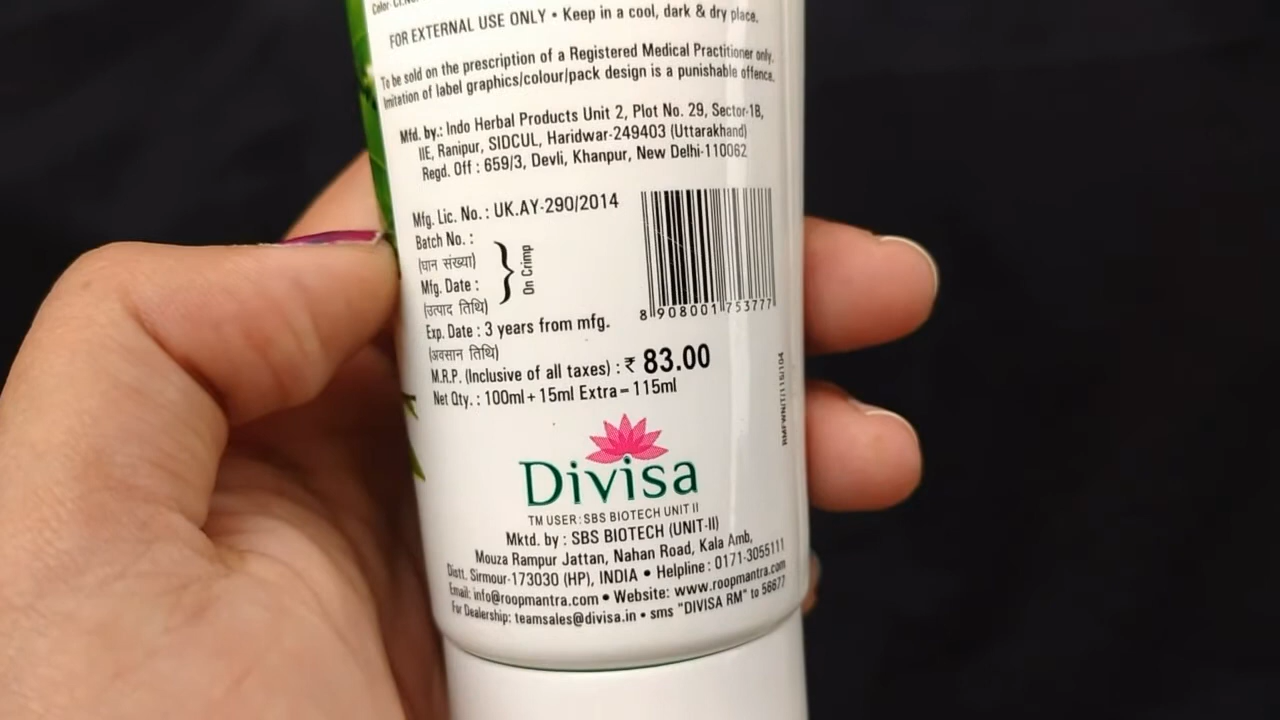 FOR EXTERNAL USE ONLY • Keep in a cool, dark & dry place.
To be sold on the prescription of a Registered Medical Practitioner only.
Imitation of label graphics/colour/pack design is a punishable offence.
Mfd. by.: Indo Herbal Products Unit 2, Plot No. 29, Sector-1B,
IIE, Ranipur, SIDCUL, Haridwar-249403 (Uttarakhand)
Regd. Off : 659/3, Devli, Khanpur, New Delhi-110062
Mfg. Lic. No. : UK.AY-290/2014
Batch No. :
(घान संख्या)
Mfg. Date :
(उत्पाद तिथि)
} On Crimp
Exp. Date : 3 years from mfg.
(अवसान तिथि)
M.R.P. (Inclusive of all taxes) : ₹ 83.00
Net Qty. : 100ml + 15ml Extra = 115ml
8 908001 753777
RMFWN/T/115/104
Divisa
TM USER: SBS BIOTECH UNIT II
Mktd. by : SBS BIOTECH (UNIT-II)
Mouza Rampur Jattan, Nahan Road, Kala Amb,
Distt. Sirmour-173030 (HP), INDIA • Helpline : 0171-3055111
Email: info@roopmantra.com • Website: www.roopmantra.com
For Dealership: teamsales@divisa.in • sms "DIVISA RM" to 56677